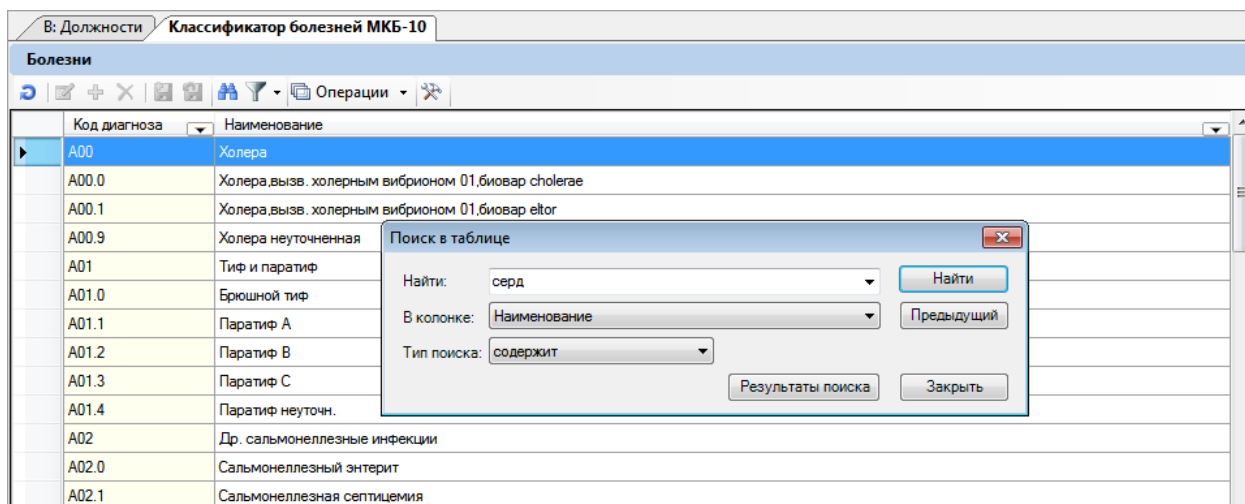 В: Должности
Классификатор болезней МКБ-10
Болезни
Операции
Код диагноза Наименование
A00 Холера
A00.0 Холера,вызв. холерным вибрионом 01,биовар cholerae
A00.1 Холера,вызв. холерным вибрионом 01,биовар eltor
A00.9 Холера неуточненная
A01 Тиф и паратиф
A01.0 Брюшной тиф
A01.1 Паратиф A
A01.2 Паратиф B
A01.3 Паратиф C
A01.4 Паратиф неуточн.
A02 Др. сальмонеллезные инфекции
A02.0 Сальмонеллезный энтерит
A02.1 Сальмонеллезная септицемия
Поиск в таблице
Найти: серд Найти
В колонке: Наименование Предыдущий
Тип поиска: содержит
Результаты поиска Закрыть